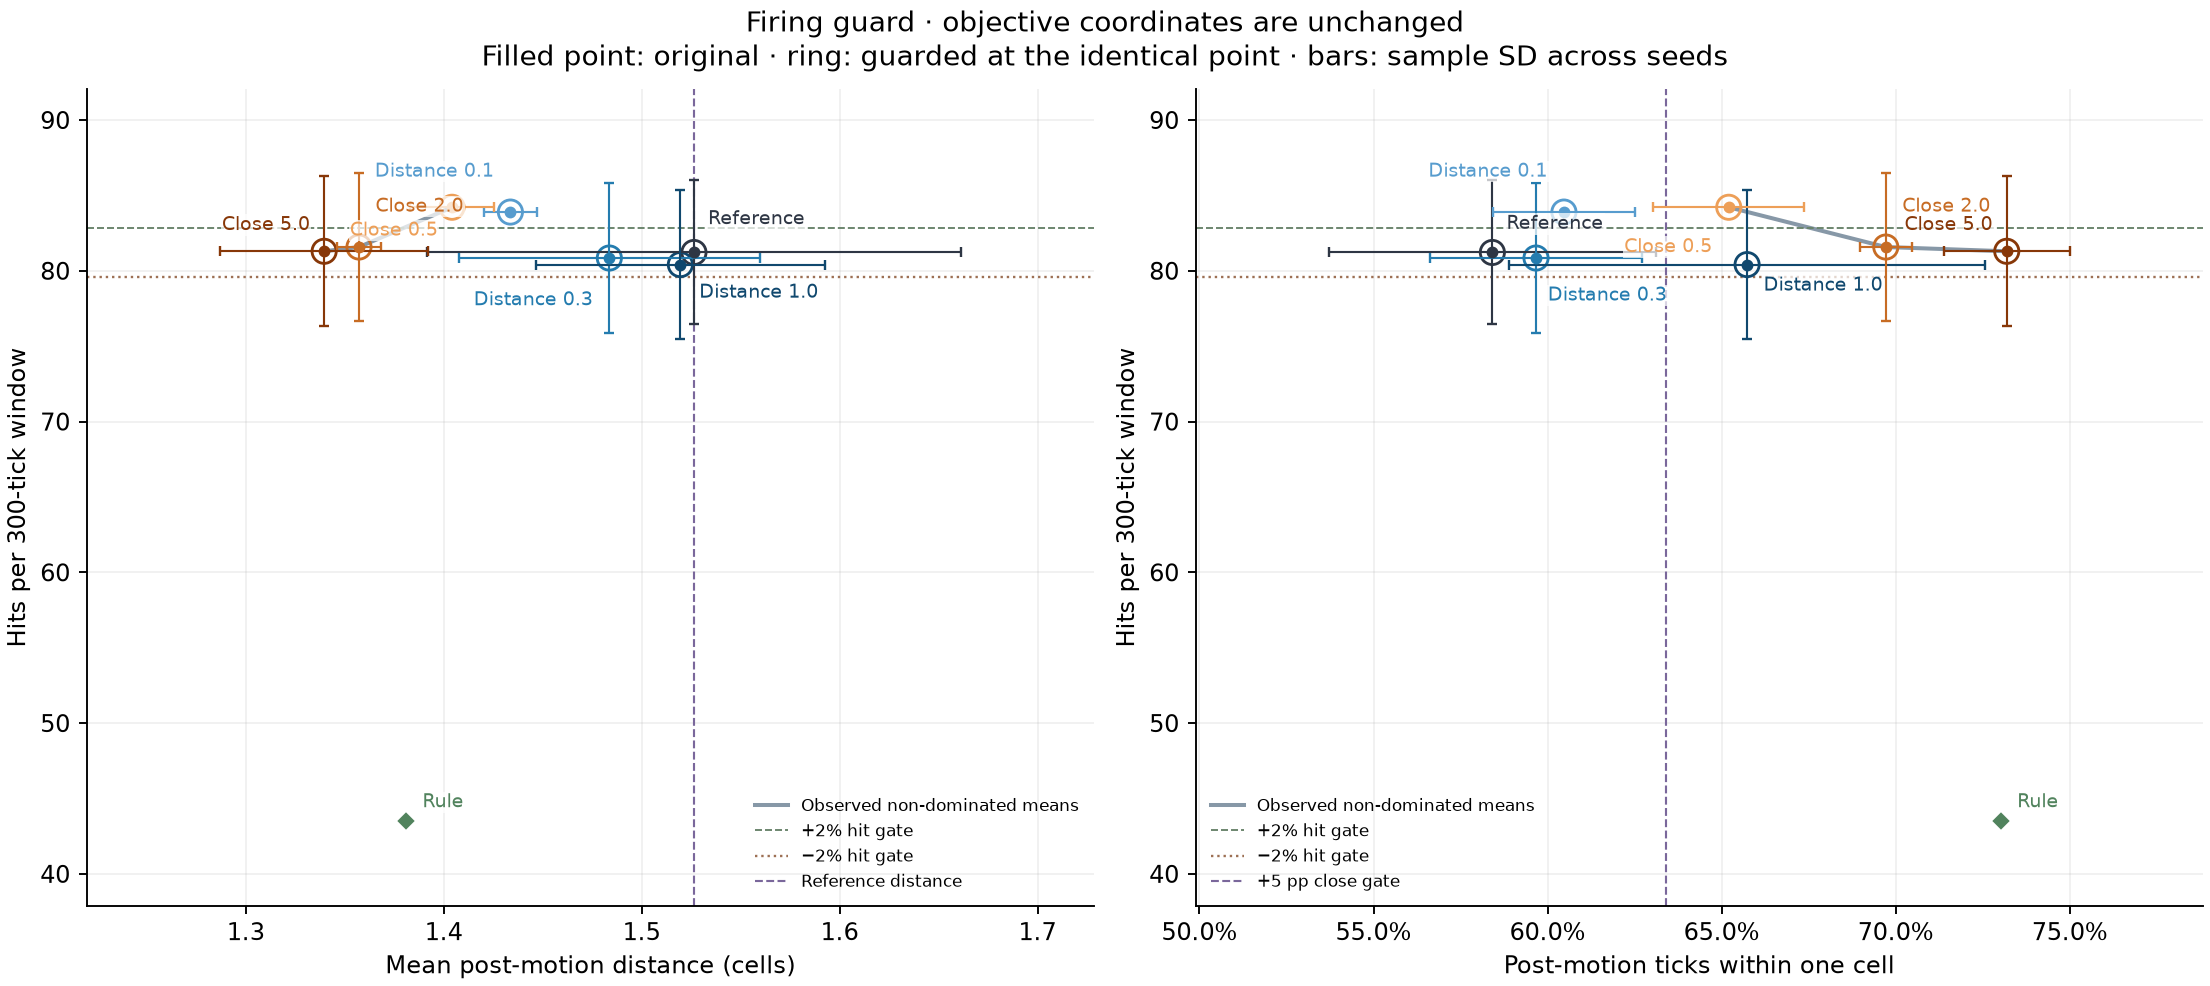 Firing guard · objective coordinates are unchanged
Filled point: original · ring: guarded at the identical point · bars: sample SD across seeds
Hits per 300-tick window
90
80
70
60
50
40
Distance 0.1
Close 2.0
Close 5.0
Close 0.5
Reference
Distance 0.3
Distance 1.0
Rule
Observed non-dominated means
+2% hit gate
−2% hit gate
Reference distance
1.3
1.4
1.5
1.6
1.7
Mean post-motion distance (cells)
Hits per 300-tick window
90
80
70
60
50
40
Distance 0.1
Reference
Close 2.0
Close 5.0
Close 0.5
Distance 0.3
Distance 1.0
Rule
Observed non-dominated means
+2% hit gate
−2% hit gate
+5 pp close gate
50.0%
55.0%
60.0%
65.0%
70.0%
75.0%
Post-motion ticks within one cell